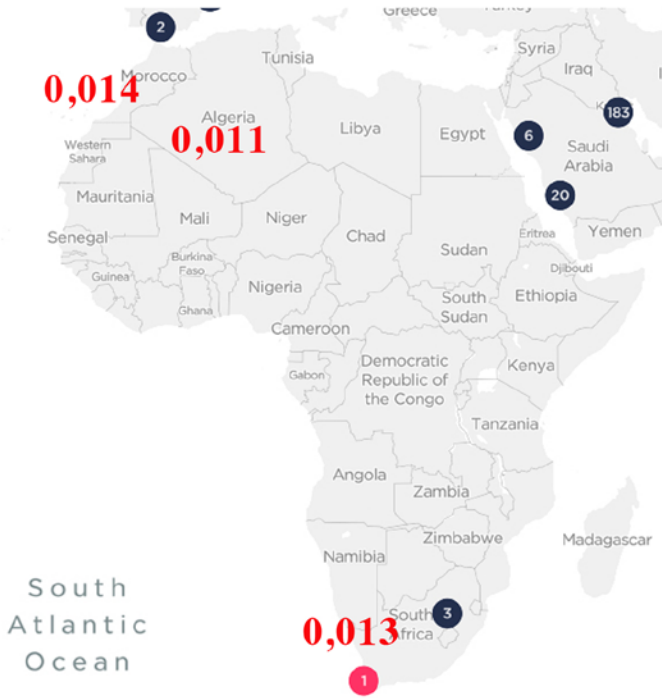 Greece
2
Tunisia
Syria
Morocco
Iraq
0,014
183
Algeria
0,011
Libya
Egypt
6
Saudi
Arabia
Western
Sahara
Mauritania
20
Mali
Niger
Chad
Senegal
Eritrea
Yemen
Sudan
Burkina
Faso
Guinea
Djibouti
Nigeria
South
Sudan
Ethiopia
Ghana
Cameroon
Democratic
Republic of
the Congo
Gabon
Kenya
Tanzania
Angola
Zambia
Zimbabwe
Madagascar
Namibia
South
Atlantic
Ocean
South
Africa
3
0,013
1